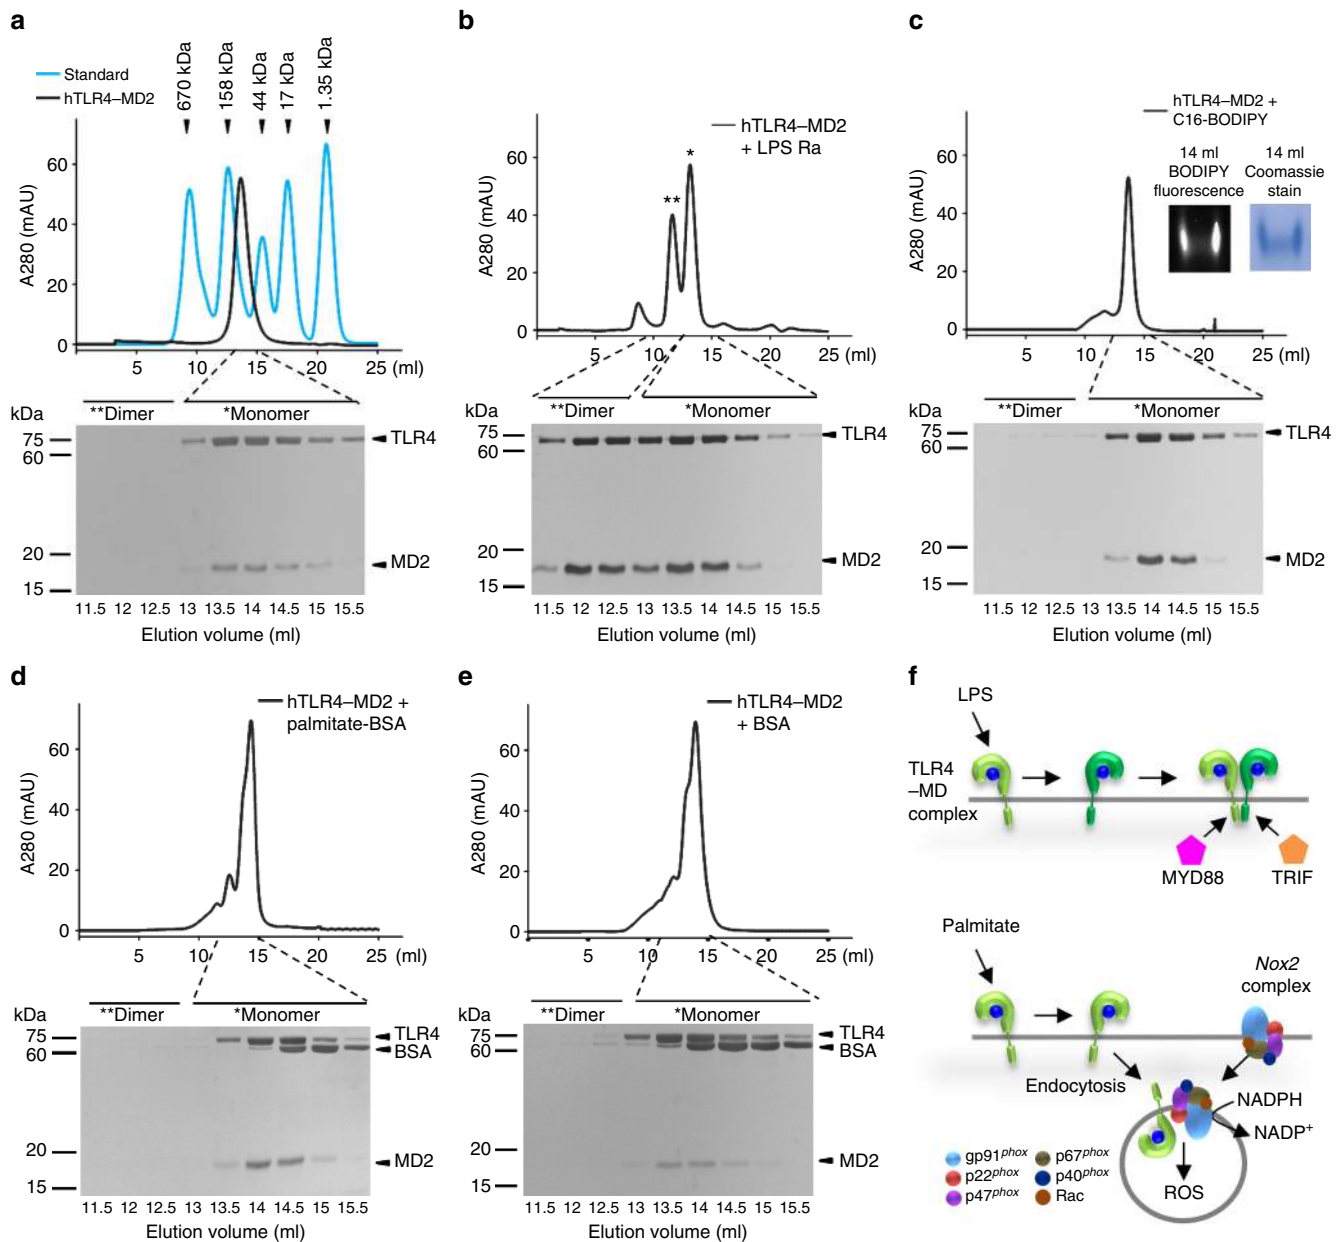 a
Standard
hTLR4–MD2
670 kDa
158 kDa
44 kDa
17 kDa
1.35 kDa
A280 (mAU)
60
40
20
0
5 10 15 20 25 (ml)
kDa
**Dimer *Monomer
75
60
20
15
TLR4
MD2
11.5 12 12.5 13 13.5 14 14.5 15 15.5
Elution volume (ml)
b
hTLR4–MD2
+ LPS Ra
A280 (mAU)
60
40
20
0
** *
5 10 15 20 25 (ml)
kDa
**Dimer *Monomer
75
60
20
15
TLR4
MD2
11.5 12 12.5 13 13.5 14 14.5 15 15.5
Elution volume (ml)
c
hTLR4–MD2 +
C16-BODIPY
14 ml
BODIPY
fluorescence
14 ml
Coomassie
stain
A280 (mAU)
60
40
20
0
5 10 15 20 25 (ml)
kDa
**Dimer *Monomer
75
60
20
15
TLR4
MD2
11.5 12 12.5 13 13.5 14 14.5 15 15.5
Elution volume (ml)
d
hTLR4–MD2 +
palmitate-BSA
A280 (mAU)
60
40
20
0
5 10 15 20 25 (ml)
kDa
**Dimer *Monomer
75
60
20
15
TLR4
BSA
MD2
11.5 12 12.5 13 13.5 14 14.5 15 15.5
Elution volume (ml)
e
hTLR4–MD2
+ BSA
A280 (mAU)
60
40
20
0
5 10 15 20 25 (ml)
kDa
**Dimer *Monomer
75
60
20
15
TLR4
BSA
MD2
11.5 12 12.5 13 13.5 14 14.5 15 15.5
Elution volume (ml)
f
LPS
TLR4
–MD
complex
MYD88
TRIF
Palmitate
Nox2
complex
Endocytosis
NADPH
NADP+
ROS
gp91phox p67phox
p22phox p40phox
p47phox Rac